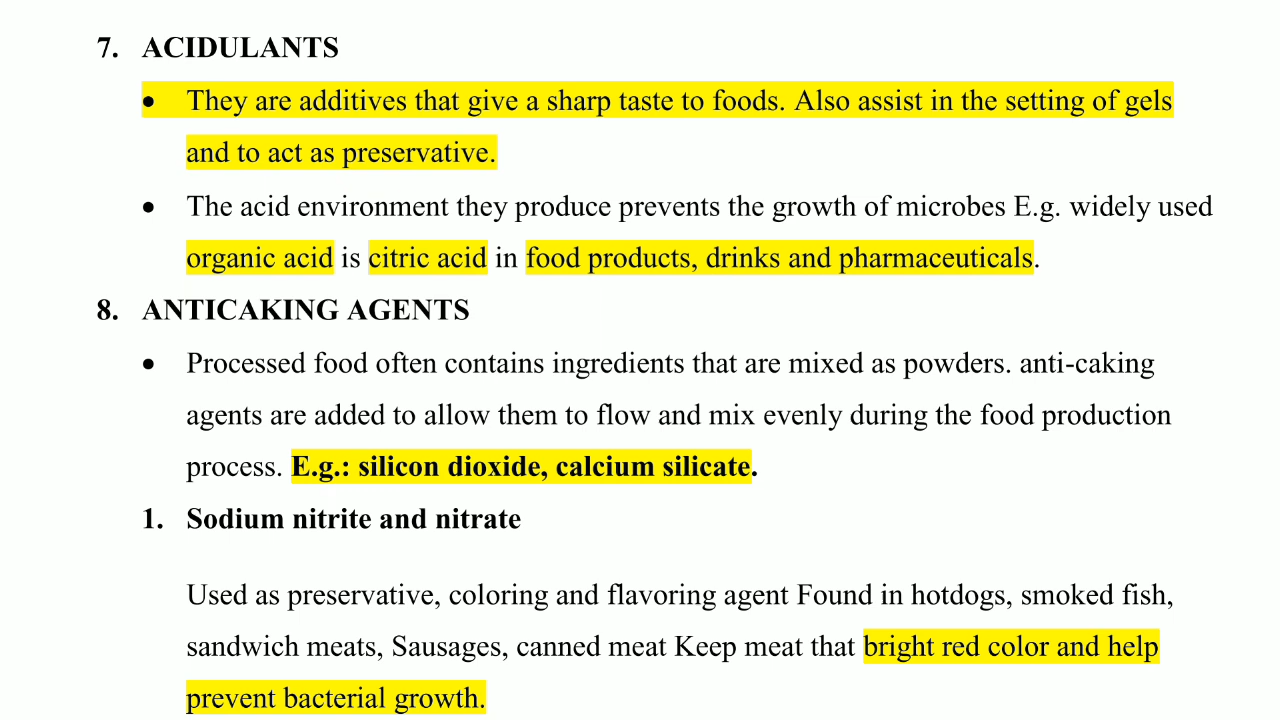 7. ACIDULANTS
• They are additives that give a sharp taste to foods. Also assist in the setting of gels
and to act as preservative.
• The acid environment they produce prevents the growth of microbes E.g. widely used
organic acid is citric acid in food products, drinks and pharmaceuticals.
8. ANTICAKING AGENTS
• Processed food often contains ingredients that are mixed as powders. anti-caking
agents are added to allow them to flow and mix evenly during the food production
process. E.g.: silicon dioxide, calcium silicate.
1. Sodium nitrite and nitrate
Used as preservative, coloring and flavoring agent Found in hotdogs, smoked fish,
sandwich meats, Sausages, canned meat Keep meat that bright red color and help
prevent bacterial growth.